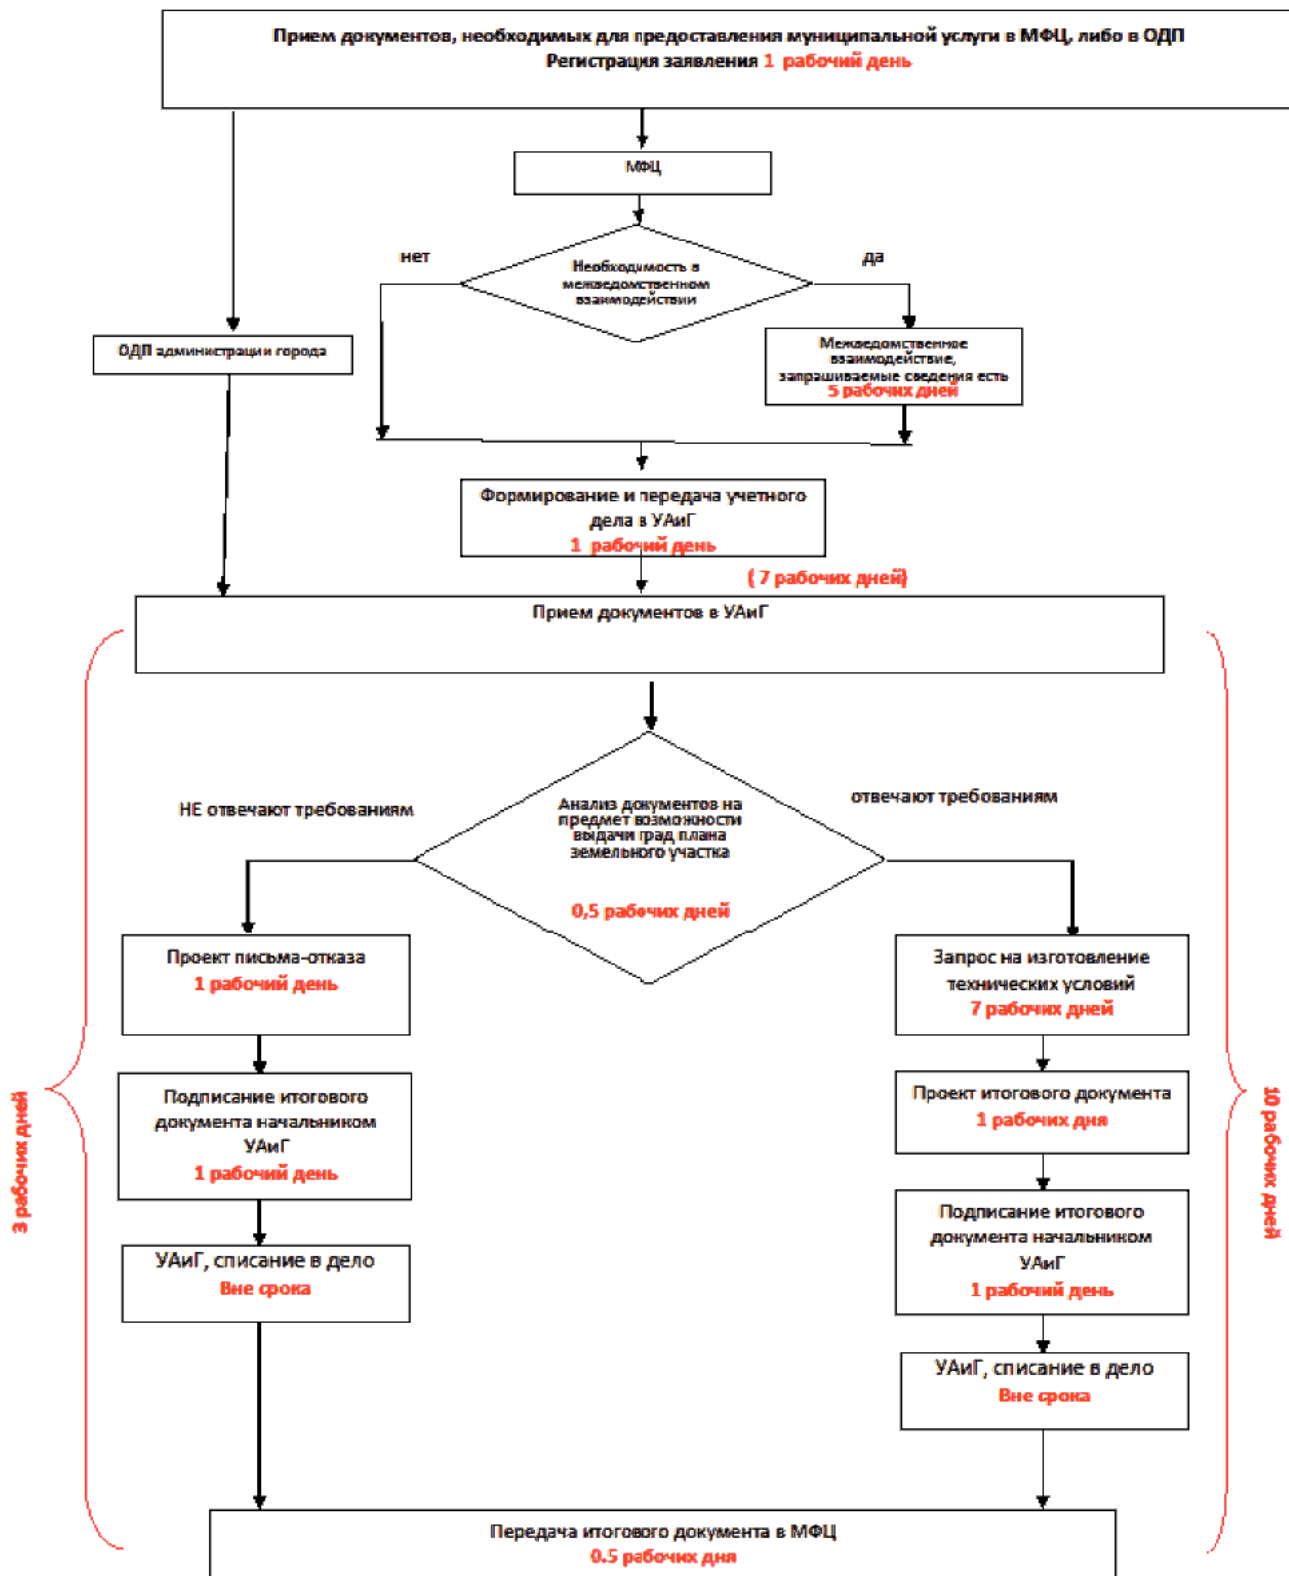 Прием документов, необходимых для предоставления муниципальной услуги в МФЦ, либо в ОДП
Регистрация заявления 1 рабочий день
МФЦ
нет
да
Необходимость в
межведомственном
взаимодействии
ОДП администрации города
Межведомственное
взаимодействие,
запрашиваемые сведения есть
5 рабочих дней
Формирование и передача учетного
дела в УАиГ
1 рабочий день
( 7 рабочих дней)
Прием документов в УАиГ
НЕ отвечают требованиям
отвечают требованиям
Анализ документов на
предмет возможности
выдачи град плана
земельного участка
0,5 рабочих дней
Проект письма-отказа
1 рабочий день
Запрос на изготовление
технических условий
7 рабочих дней
Подписание итогового
документа начальником
УАиГ
1 рабочий день
Проект итогового документа
1 рабочих дня
3 рабочих дней
10 рабочих дней
Подписание итогового
документа начальником
УАиГ
1 рабочий день
УАиГ, списание в дело
Вне срока
УАиГ, списание в дело
Вне срока
Передача итогового документа в МФЦ
0.5 рабочих дня